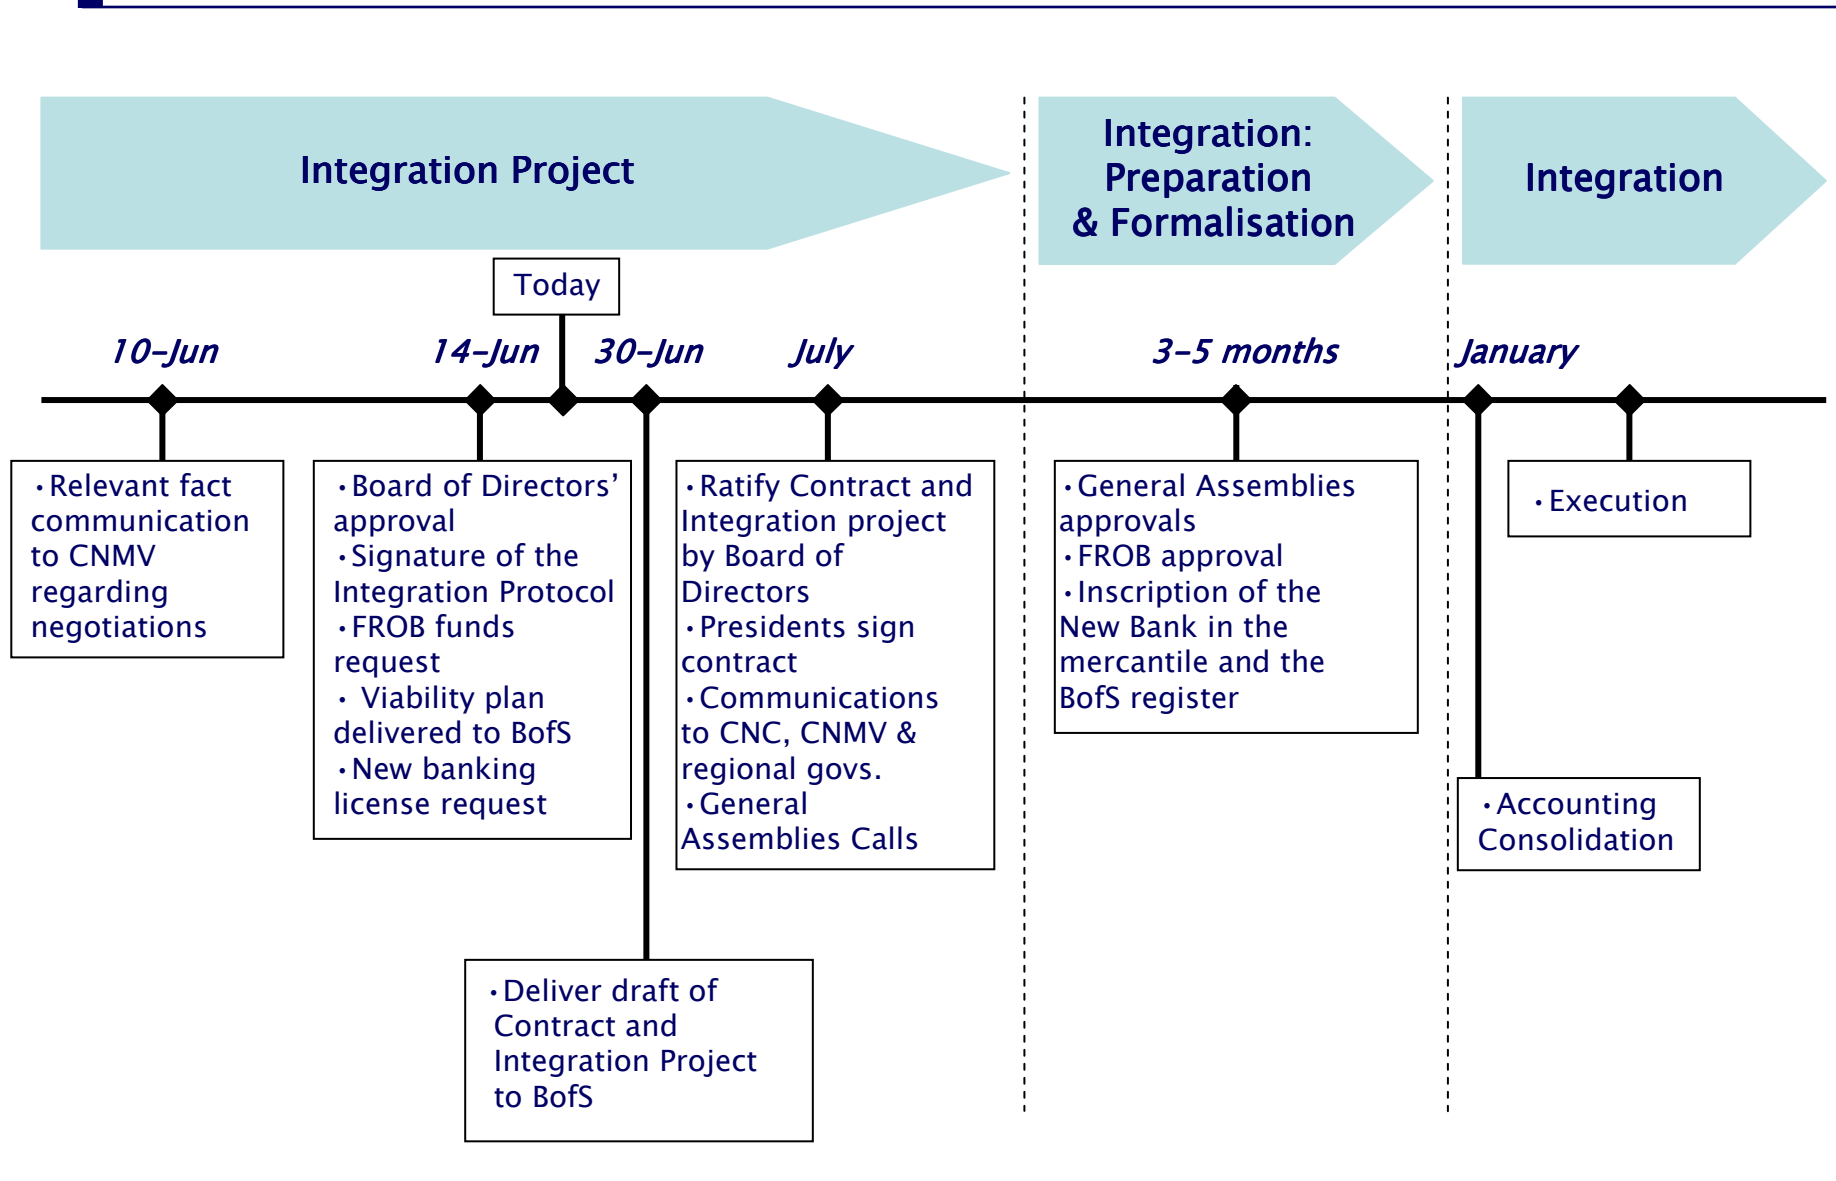 Integration Project
Integration:
Preparation
& Formalisation
Integration
Today
10-Jun
14-Jun
30-Jun
July
3-5 months
January
•Relevant fact
communication
to CNMV
regarding
negotiations
•Board of Directors’
approval
•Signature of the
Integration Protocol
•FROB funds
request
• Viability plan
delivered to BofS
•New banking
license request
•Ratify Contract and
Integration project
by Board of
Directors
•Presidents sign
contract
•Communications
to CNC, CNMV &
regional govs.
•General
Assemblies Calls
•General Assemblies
approvals
•FROB approval
•Inscription of the
New Bank in the
mercantile and the
BofS register
•Execution
•Accounting
Consolidation
•Deliver draft of
Contract and
Integration Project
to BofS